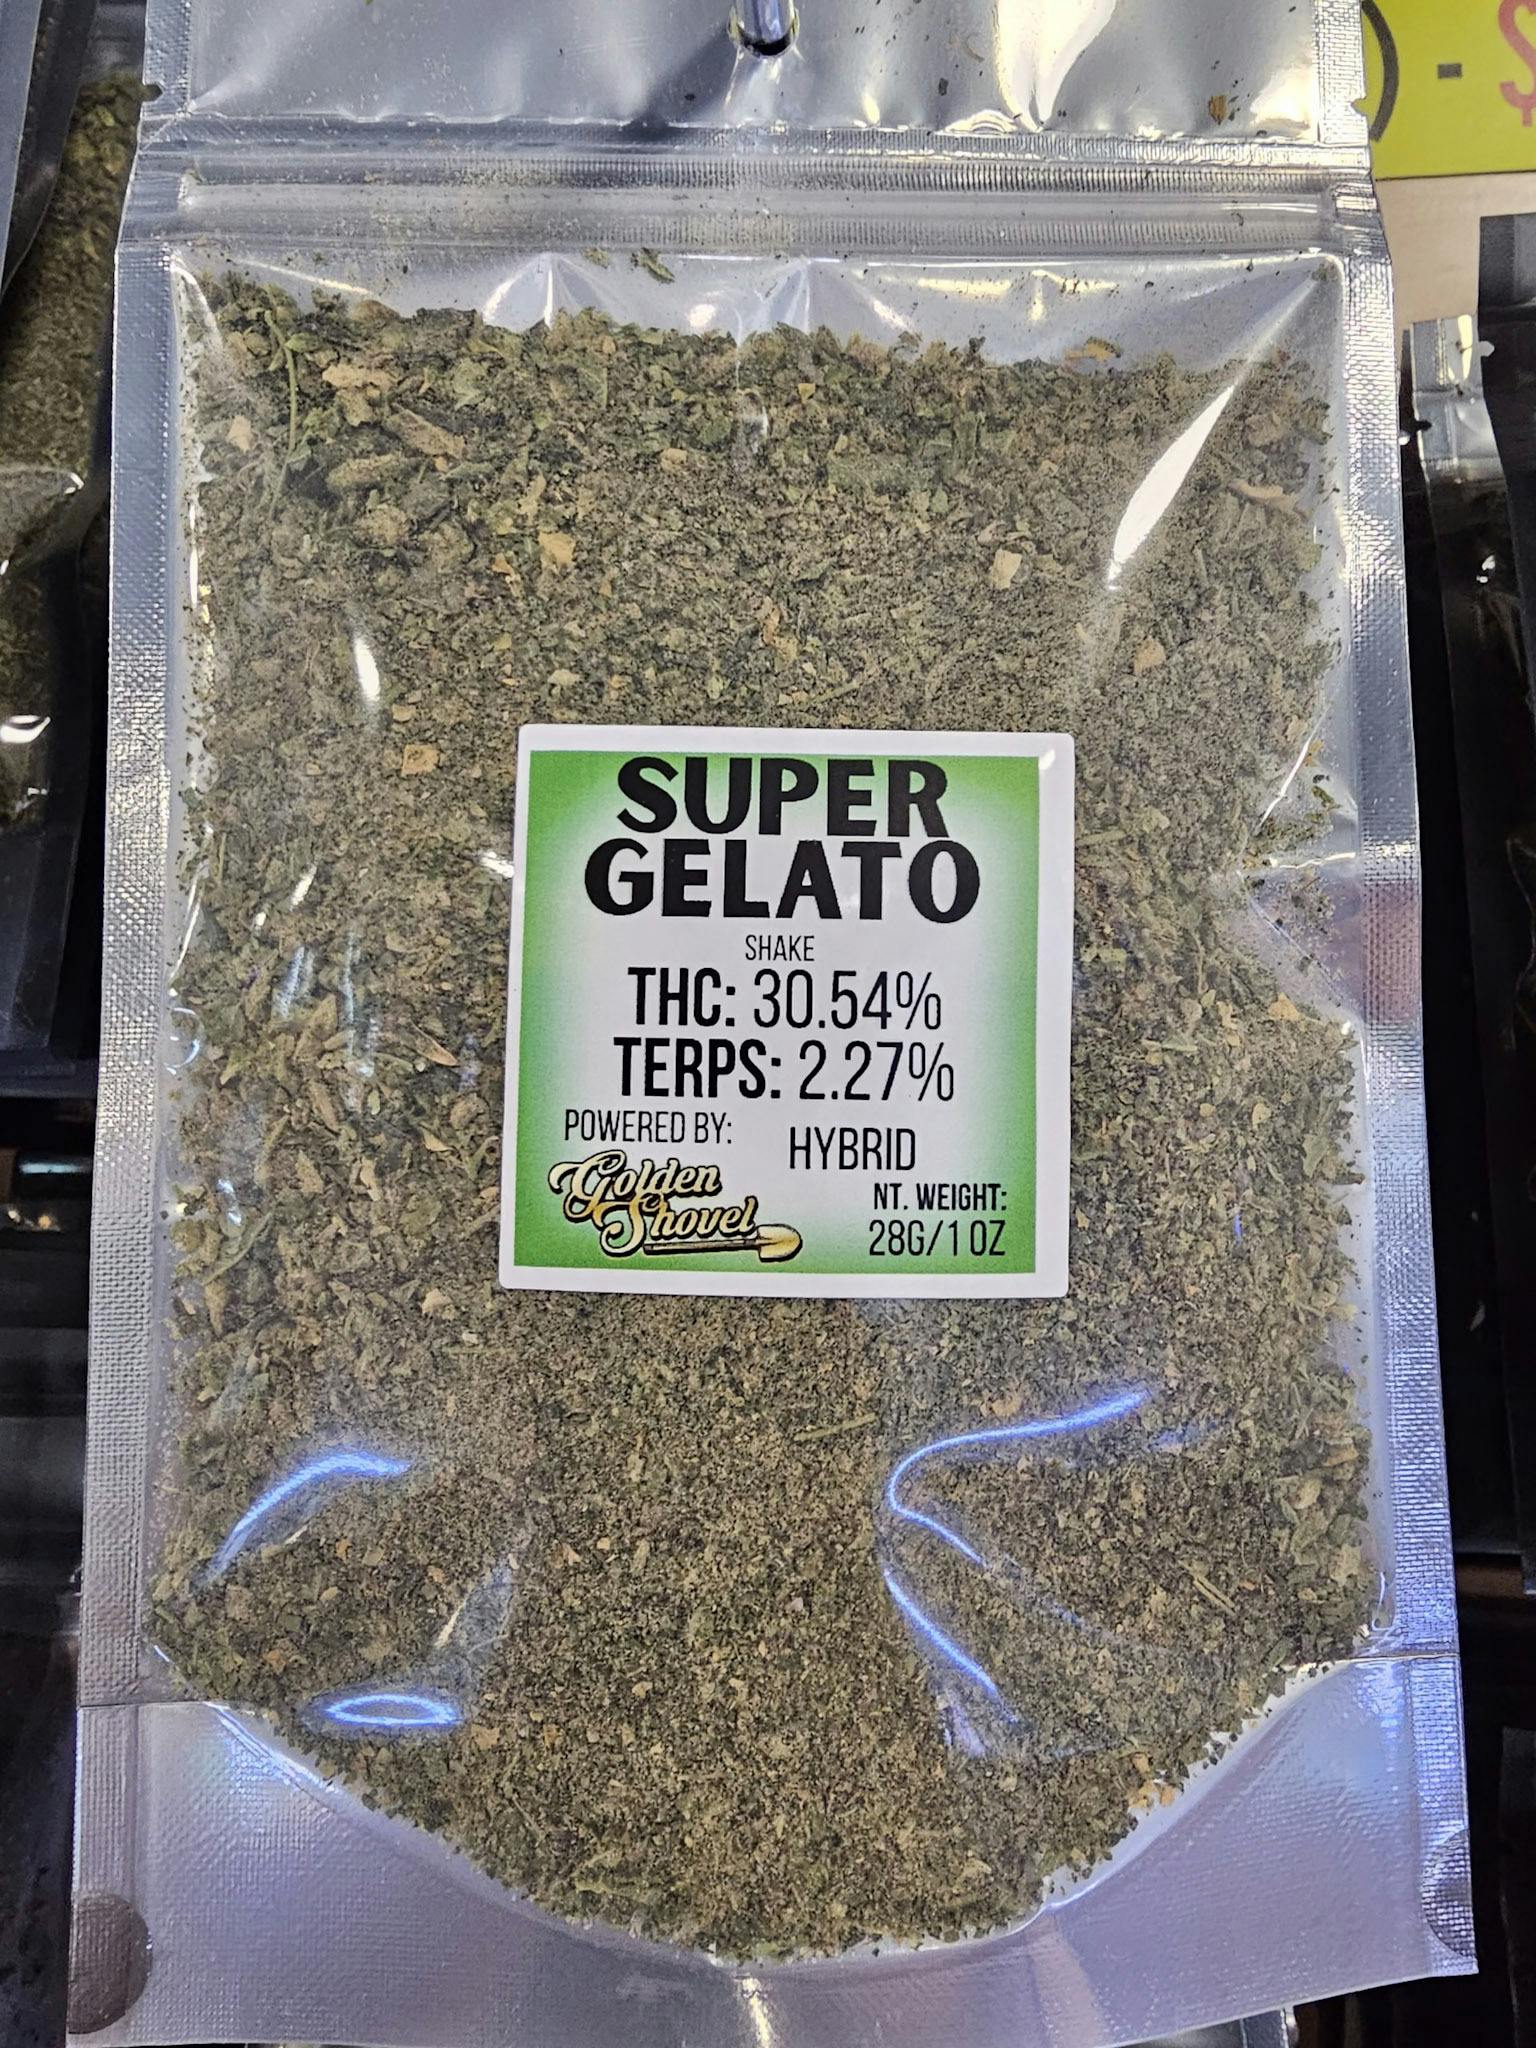 SUPER
GELATO
SHAKE
THC: 30.54%
TERPS: 2.27%
POWERED BY:
HYBRID
Golden
Shovel
NT. WEIGHT:
28G/1 OZ
) - $